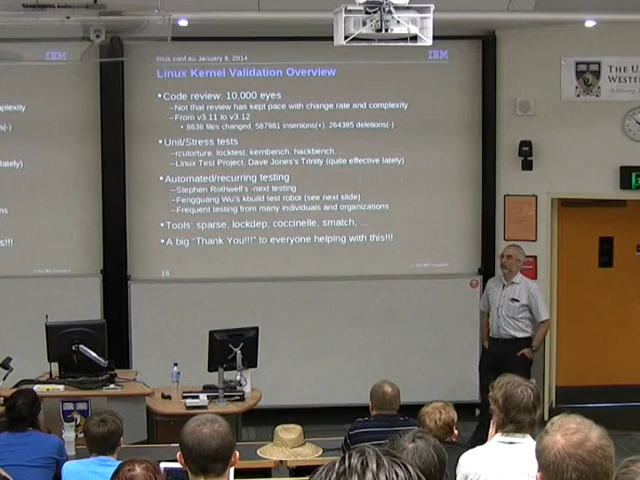 IBM
linux.conf.au January 8, 2014
IBM
Linux Kernel Validation Overview
•Code review: 10,000 eyes
–Not that review has kept pace with change rate and complexity
–From v3.11 to v3.12
• 8636 files changed, 587981 insertions(+), 264385 deletions(-)
•Unit/Stress tests
–rcutorture, locktest, kernbench, hackbench, ...
–Linux Test Project, Dave Jones's Trinity (quite effective lately)
•Automated/recurring testing
–Stephen Rothwell's -next testing
–Fengguang Wu's kbuild test robot (see next slide)
–Frequent testing from many individuals and organizations
•Tools: sparse, lockdep, coccinelle, smatch, ...
•A big "Thank You!!!" to everyone helping with this!!!
16
plexity
s(-)
lately)
ns
s!!!
THE U
WESTE